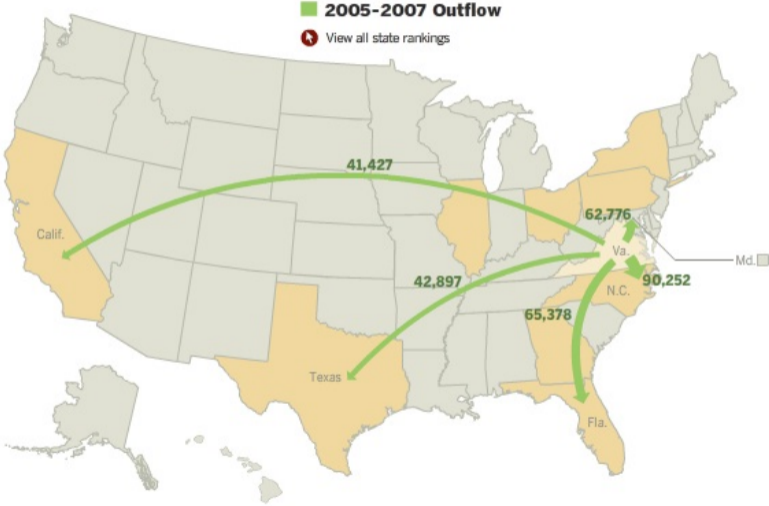 2005-2007 Outflow
View all state rankings
41,427
62,776
Calif.
Va.
Md.
42,897
90,252
N.C.
65,378
Texas
Fla.